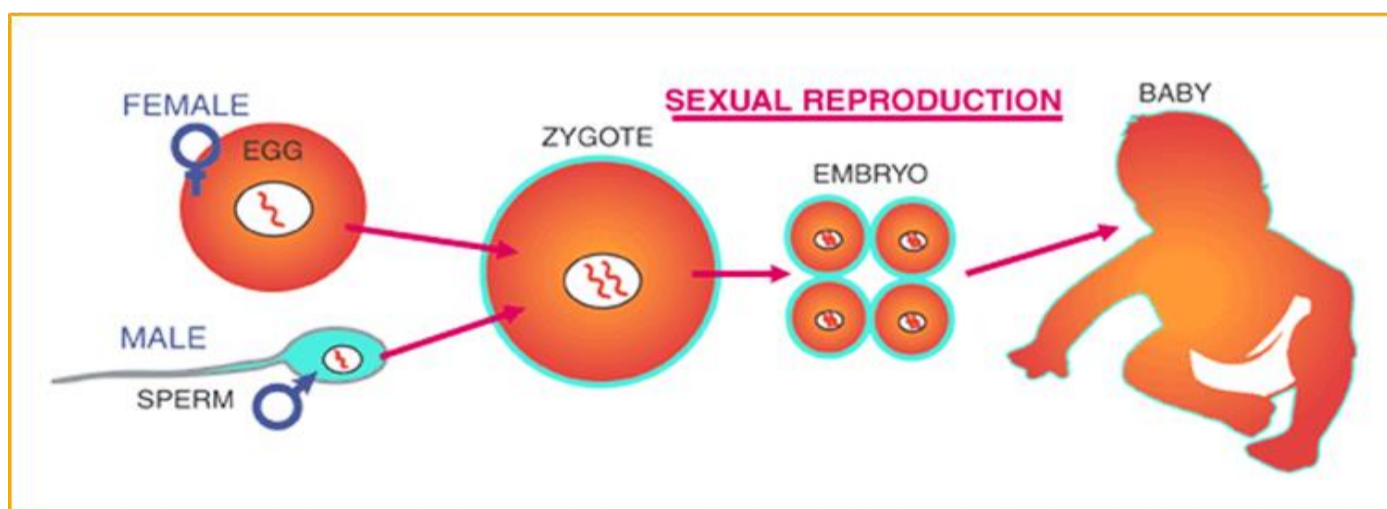 SEXUAL REPRODUCTION
FEMALE
EGG
MALE
SPERM
ZYGOTE
EMBRYO
BABY